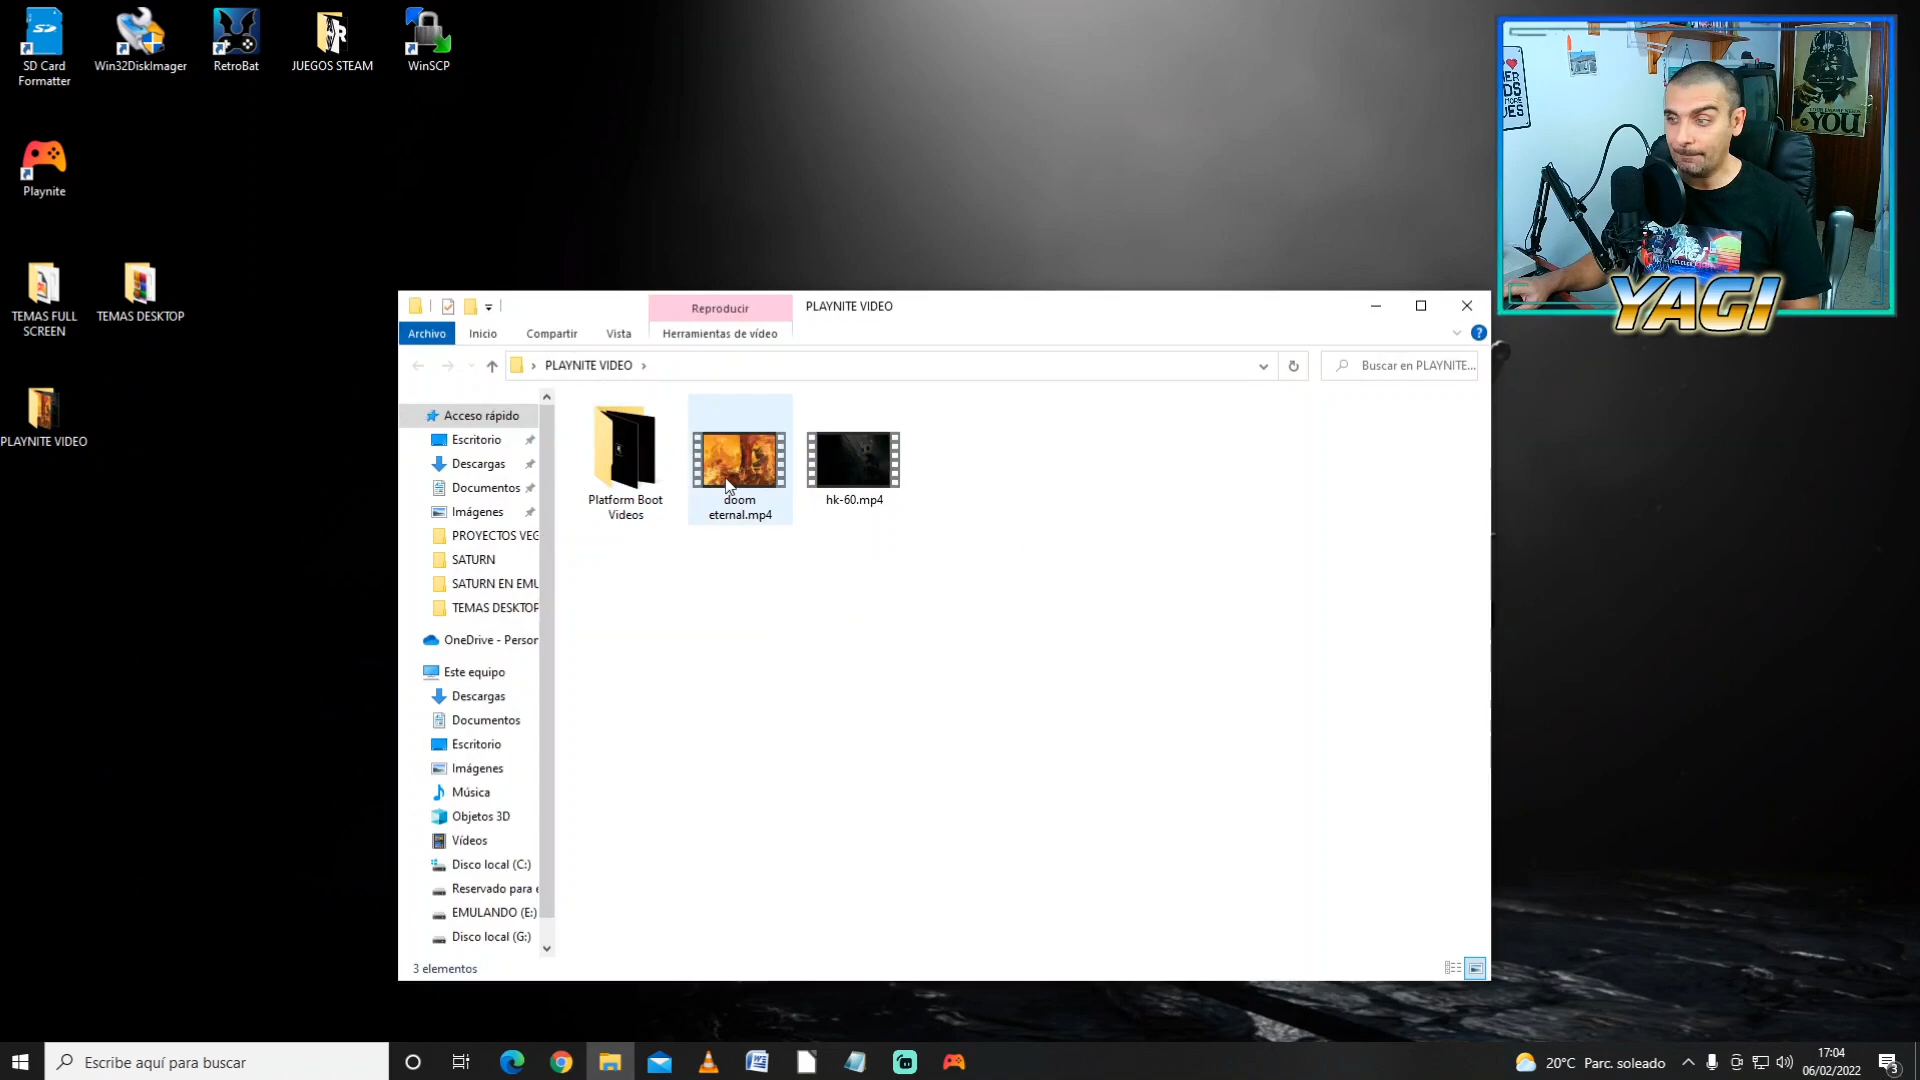 SD Card
Formatter
Win32DiskImager
RetroBat
JUEGOS STEAM
WinSCP
Playnite
TEMAS FULL
SCREEN
TEMAS DESKTOP
PLAYNITE VIDEO
YOU
YAGI
Reproducir
PLAYNITE VIDEO
Archivo
Inicio
Compartir
Vista
Herramientas de vídeo
PLAYNITE VIDEO
Buscar en PLAYNITE...
Acceso rápido
Escritorio
Descargas
Documentos
Imágenes
PROYECTOS VEG
SATURN
SATURN EN EMU
TEMAS DESKTOP
OneDrive - Person
Este equipo
Descargas
Documentos
Escritorio
Imágenes
Música
Objetos 3D
Vídeos
Disco local (C:)
Reservado para e
EMULANDO (E:)
Disco local (G:)
Platform Boot
Videos
doom
eternal.mp4
hk-60.mp4
3 elementos
Escribe aquí para buscar
20°C Parc. soleado
17:04
06/02/2022
3